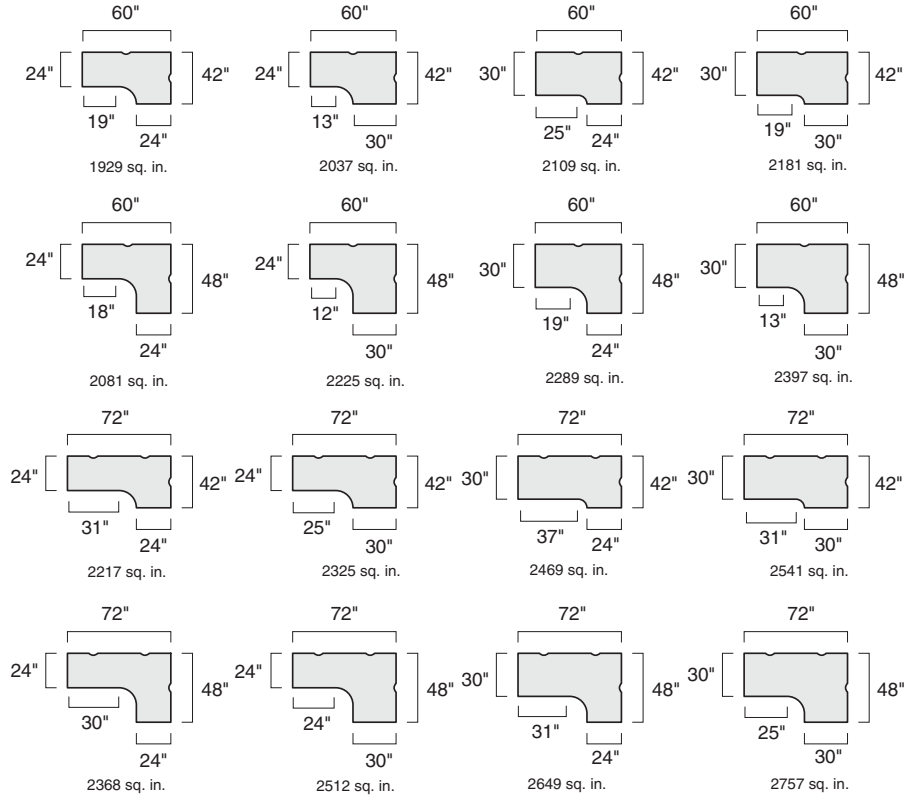 60" 60" 60" 60"
24" 42" 24" 42" 30" 42" 30" 42"
19" 13" 25" 19"
24" 30" 24" 30"
1929 sq. in. 2037 sq. in. 2109 sq. in. 2181 sq. in.
60" 60" 60" 60"
24" 48" 24" 48" 30" 48" 30" 48"
18" 12" 19" 13"
24" 30" 24" 30"
2081 sq. in. 2225 sq. in. 2289 sq. in. 2397 sq. in.
72" 72" 72" 72"
24" 42" 24" 42" 30" 42" 30" 42"
31" 25" 37" 31"
24" 30" 24" 30"
2217 sq. in. 2325 sq. in. 2469 sq. in. 2541 sq. in.
72" 72" 72" 72"
24" 48" 24" 48" 30" 48" 30" 48"
30" 24" 31" 25"
24" 30" 24" 30"
2368 sq. in. 2512 sq. in. 2649 sq. in. 2757 sq. in.